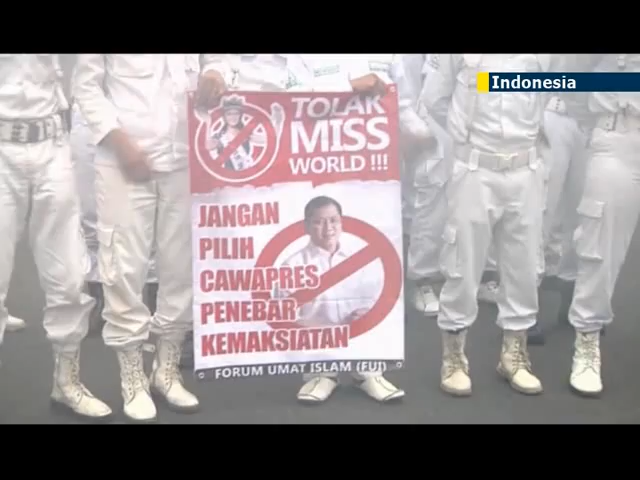 Indonesia
TOLAK
MISS
WORLD !!!
JANGAN
PILIH
CAWAPRES
PENEBAR
KEMAKSIATAN
FORUM UMAT ISLAM (FUI)